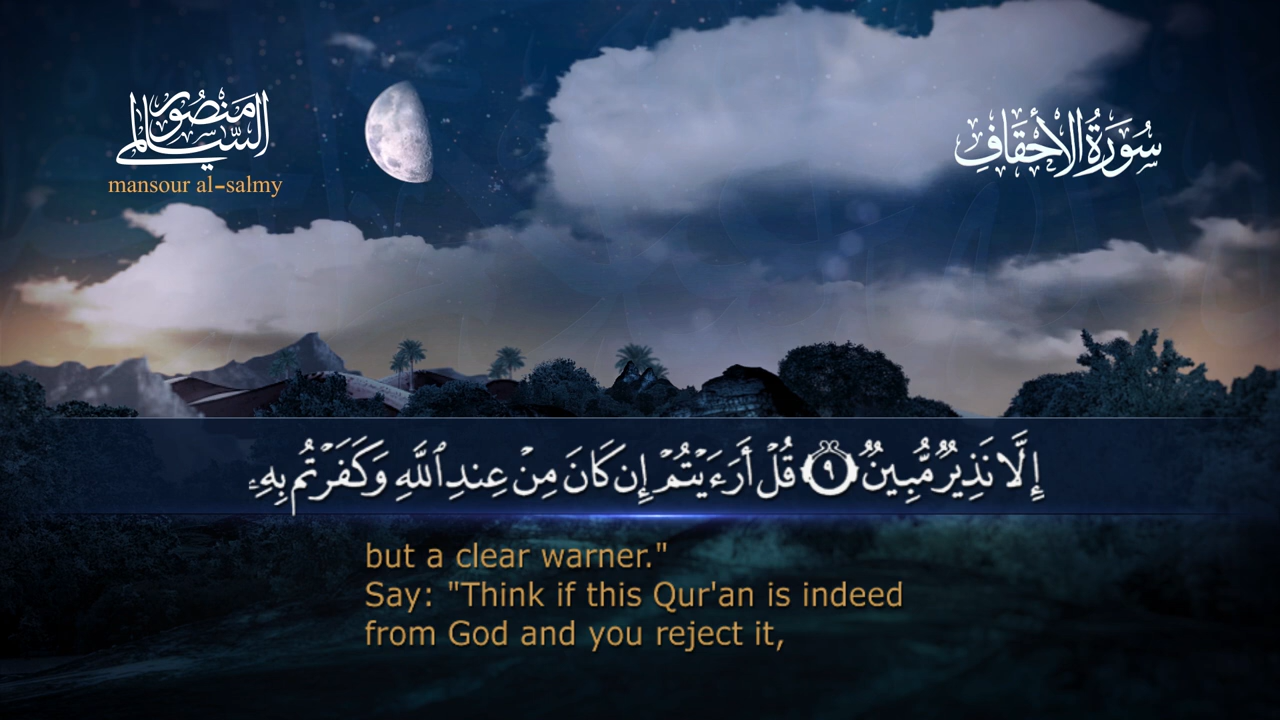 منصور
السالمي
mansour al-salmy
سُورَةُ الأَحْقَافِ
إِلَّا نَذِيرٌ مُّبِينٌ ۝٩ قُلْ أَرَءَيْتُمْ إِن كَانَ مِنْ عِندِ ٱللَّهِ وَكَفَرْتُم بِهِۦ
but a clear warner."
Say: "Think if this Qur'an is indeed
from God and you reject it,